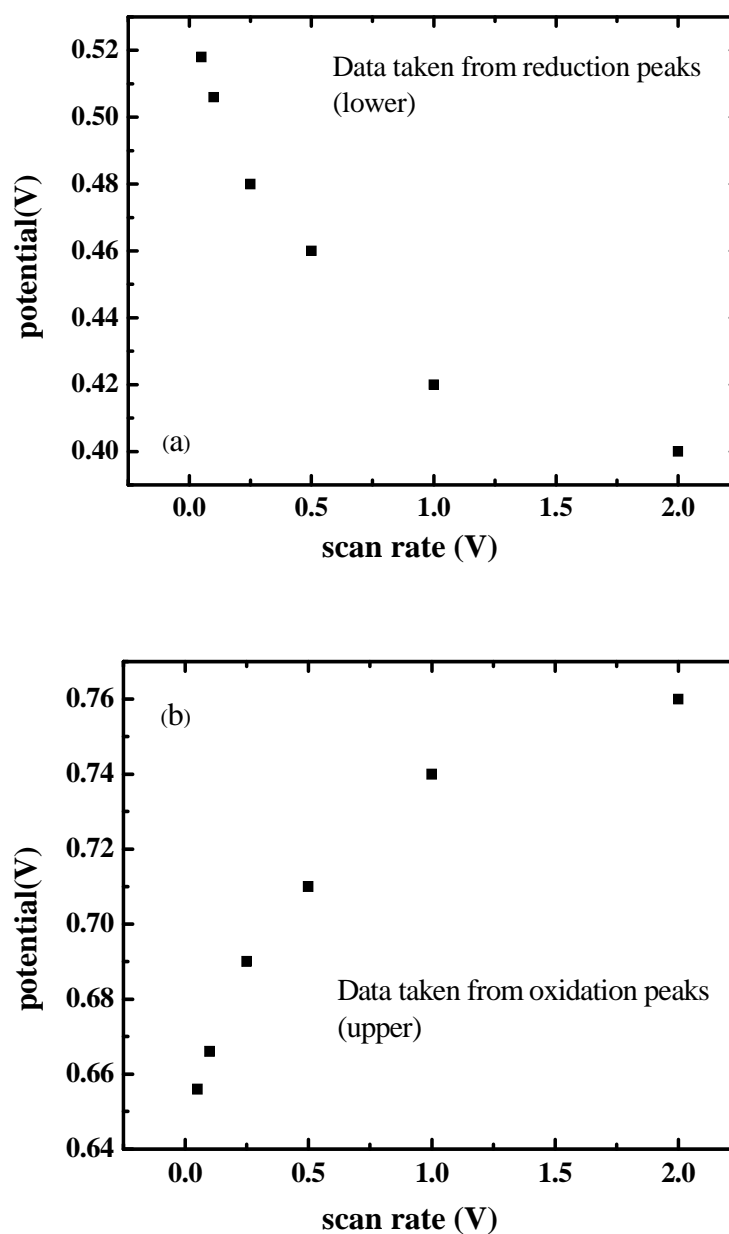 0.52
0.50
0.48
0.46
0.44
0.42
0.40
potential(V)
Data taken from reduction peaks
(lower)
(a)
0.0 0.5 1.0 1.5 2.0
scan rate (V)
0.76
0.74
0.72
0.70
0.68
0.66
0.64
potential(V)
(b)
Data taken from oxidation peaks
(upper)
0.0 0.5 1.0 1.5 2.0
scan rate (V)